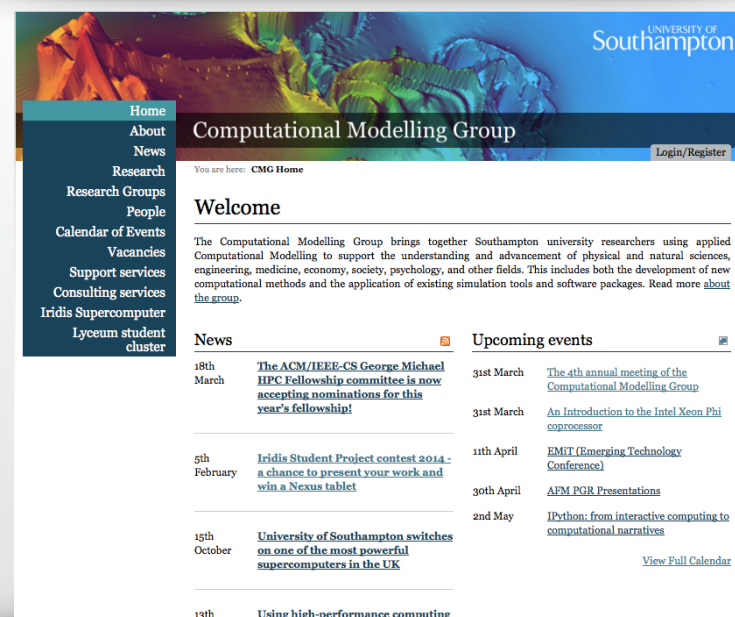 UNIVERSITY OF
Southampton
Home
About
News
Research
Research Groups
People
Calendar of Events
Vacancies
Support services
Consulting services
Iridis Supercomputer
Lyceum student
cluster
Computational Modelling Group
Login/Register
You are here: CMG Home
Welcome
The Computational Modelling Group brings together Southampton university researchers using applied
Computational Modelling to support the understanding and advancement of physical and natural sciences,
engineering, medicine, economy, society, psychology, and other fields. This includes both the development of new
computational methods and the application of existing simulation tools and software packages. Read more about
the group.
News
18th
March
The ACM/IEEE-CS George Michael
HPC Fellowship committee is now
accepting nominations for this
year's fellowship!
5th
February
Iridis Student Project contest 2014 -
a chance to present your work and
win a Nexus tablet
15th
October
University of Southampton switches
on one of the most powerful
supercomputers in the UK
13th
Using high-performance computing
Upcoming events
31st March
The 4th annual meeting of the
Computational Modelling Group
31st March
An Introduction to the Intel Xeon Phi
coprocessor
11th April
EMiT (Emerging Technology
Conference)
30th April
AFM PGR Presentations
2nd May
IPython: from interactive computing to
computational narratives
View Full Calendar